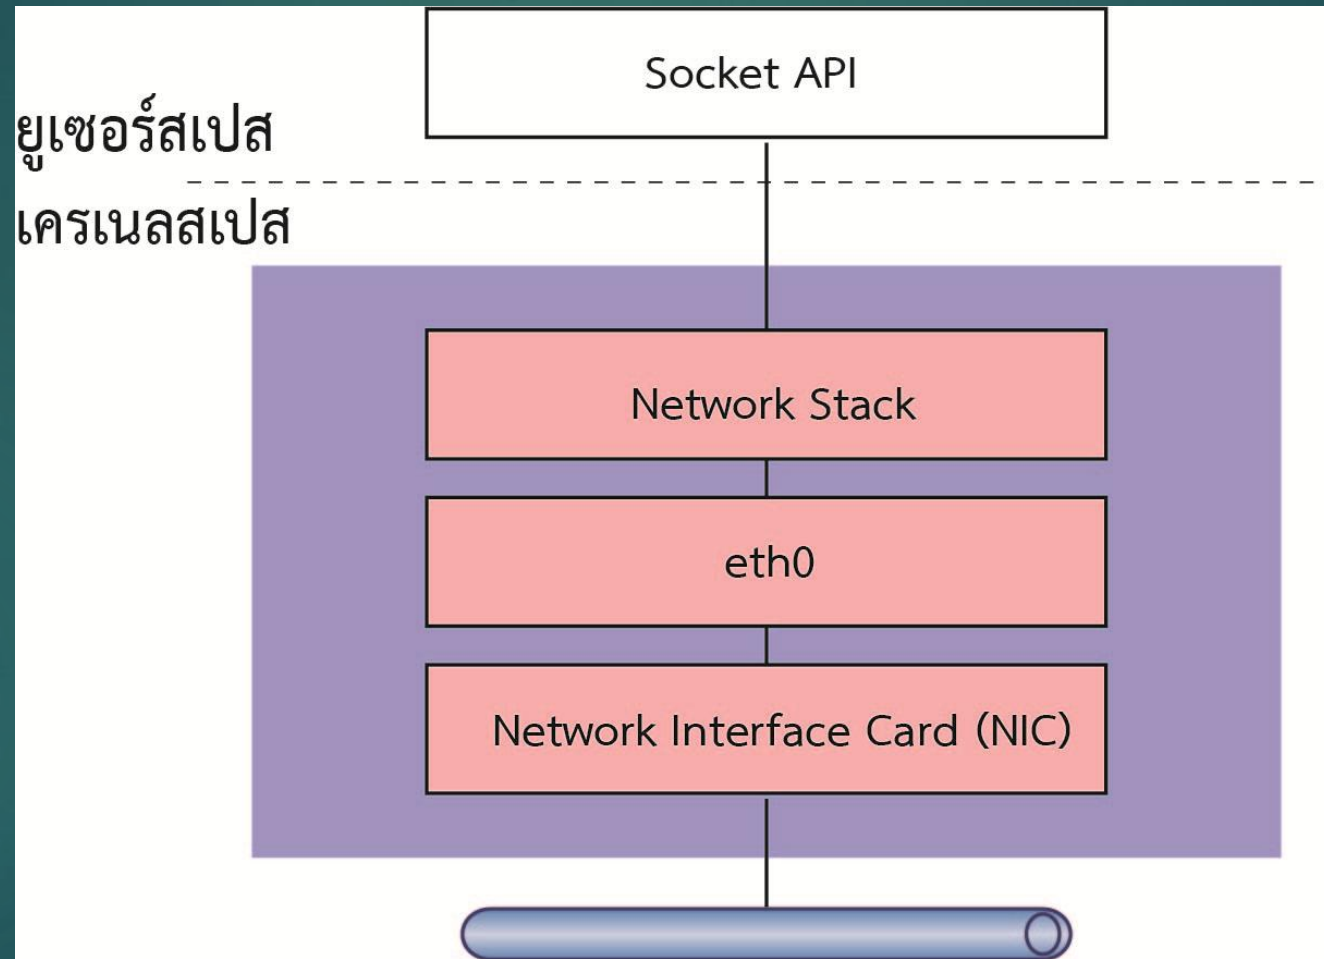 Socket API
ยูเซอร์สเปส
เครเนลสเปส
Network Stack
eth0
Network Interface Card (NIC)